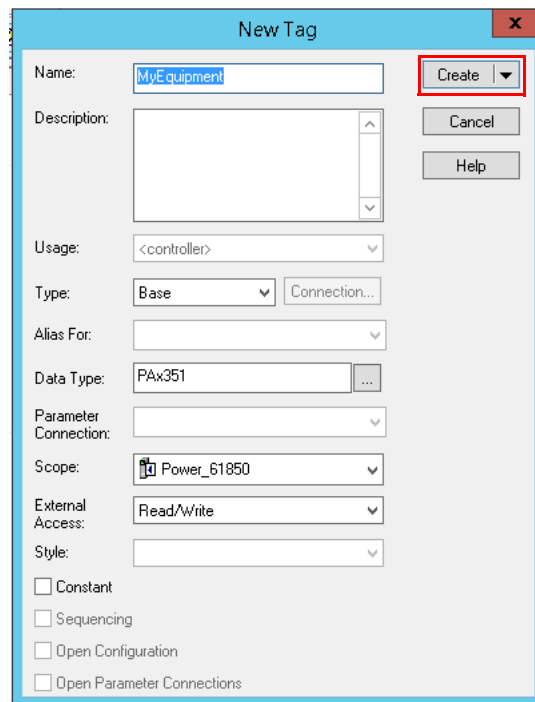 New Tag
x
Name:
MyEquipment
Create
Description:
Cancel
Help
Usage:
<controller>
Type:
Base
Connection...
Alias For:
Data Type:
PAx351
...
Parameter
Connection:
Scope:
Power_61850
External
Access:
Read/Write
Style:
Constant
Sequencing
Open Configuration
Open Parameter Connections